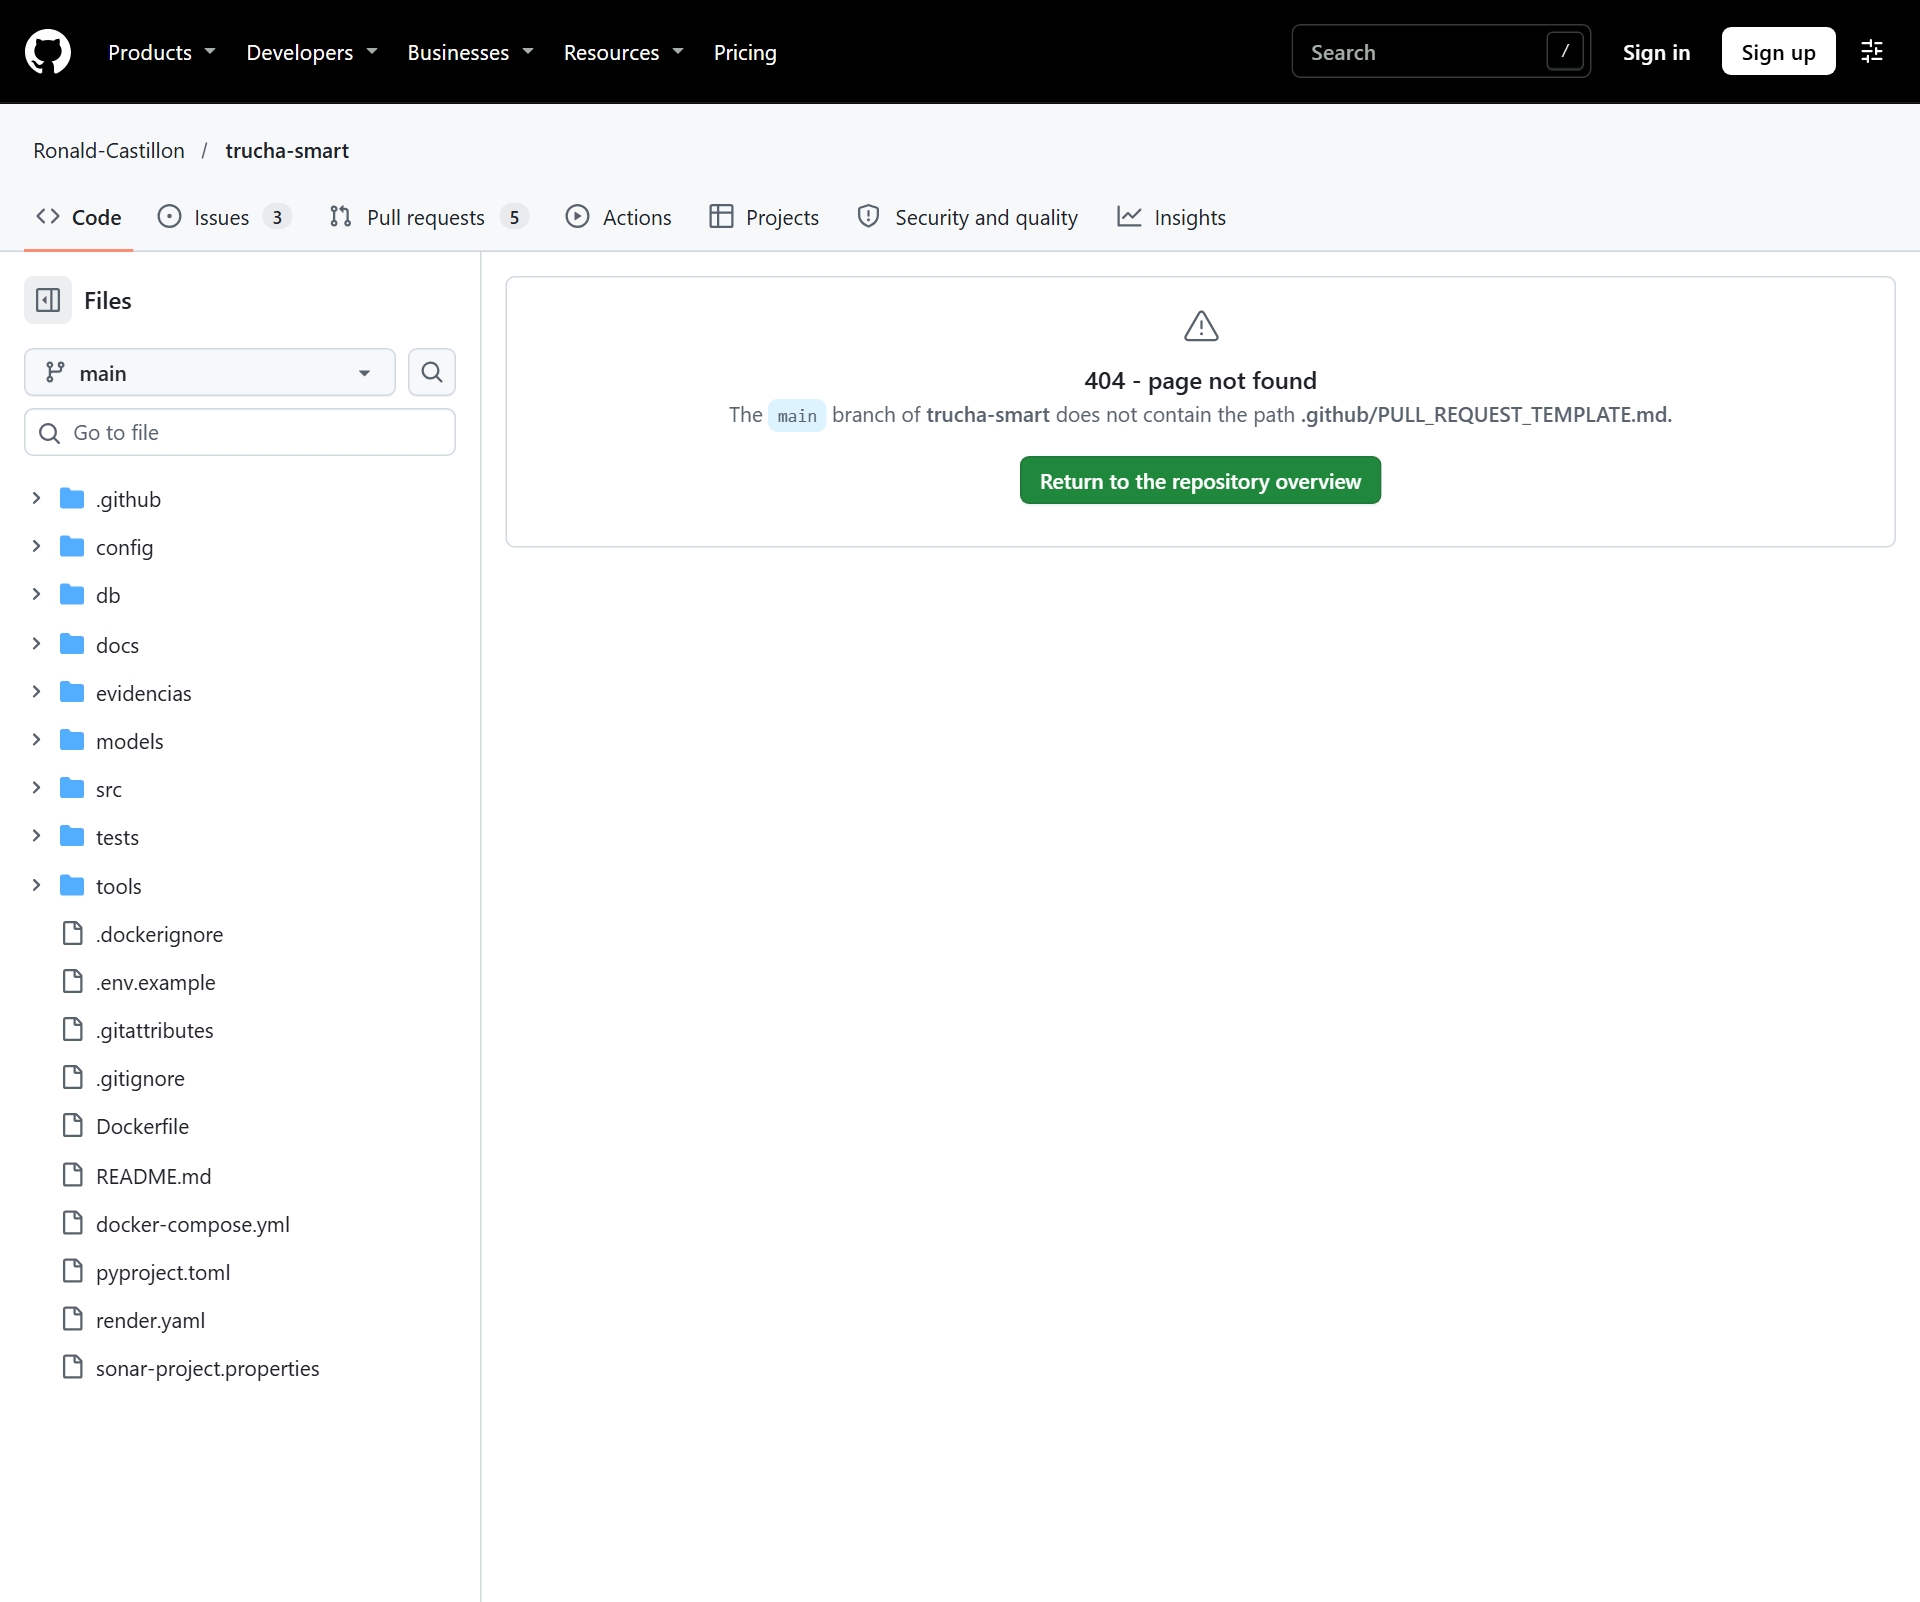 Products Developers Businesses Resources Pricing Search / Sign in Sign up
Ronald-Castillon / trucha-smart
Code Issues 3 Pull requests 5 Actions Projects Security and quality Insights
Files
main
Go to file
.github
config
db
docs
evidencias
models
src
tests
tools
.dockerignore
.env.example
.gitattributes
.gitignore
Dockerfile
README.md
docker-compose.yml
pyproject.toml
render.yaml
sonar-project.properties
404 - page not found
The main branch of trucha-smart does not contain the path .github/PULL_REQUEST_TEMPLATE.md.
Return to the repository overview